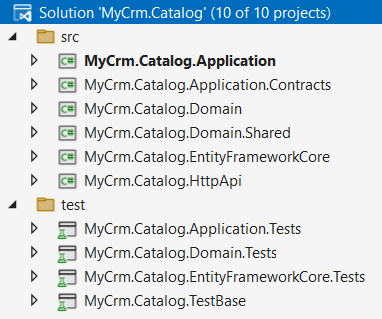 Solution 'MyCrm.Catalog' (10 of 10 projects)
src
C# MyCrm.Catalog.Application
C# MyCrm.Catalog.Application.Contracts
C# MyCrm.Catalog.Domain
C# MyCrm.Catalog.Domain.Shared
C# MyCrm.Catalog.EntityFrameworkCore
C# MyCrm.Catalog.HttpApi
test
MyCrm.Catalog.Application.Tests
MyCrm.Catalog.Domain.Tests
MyCrm.Catalog.EntityFrameworkCore.Tests
MyCrm.Catalog.TestBase